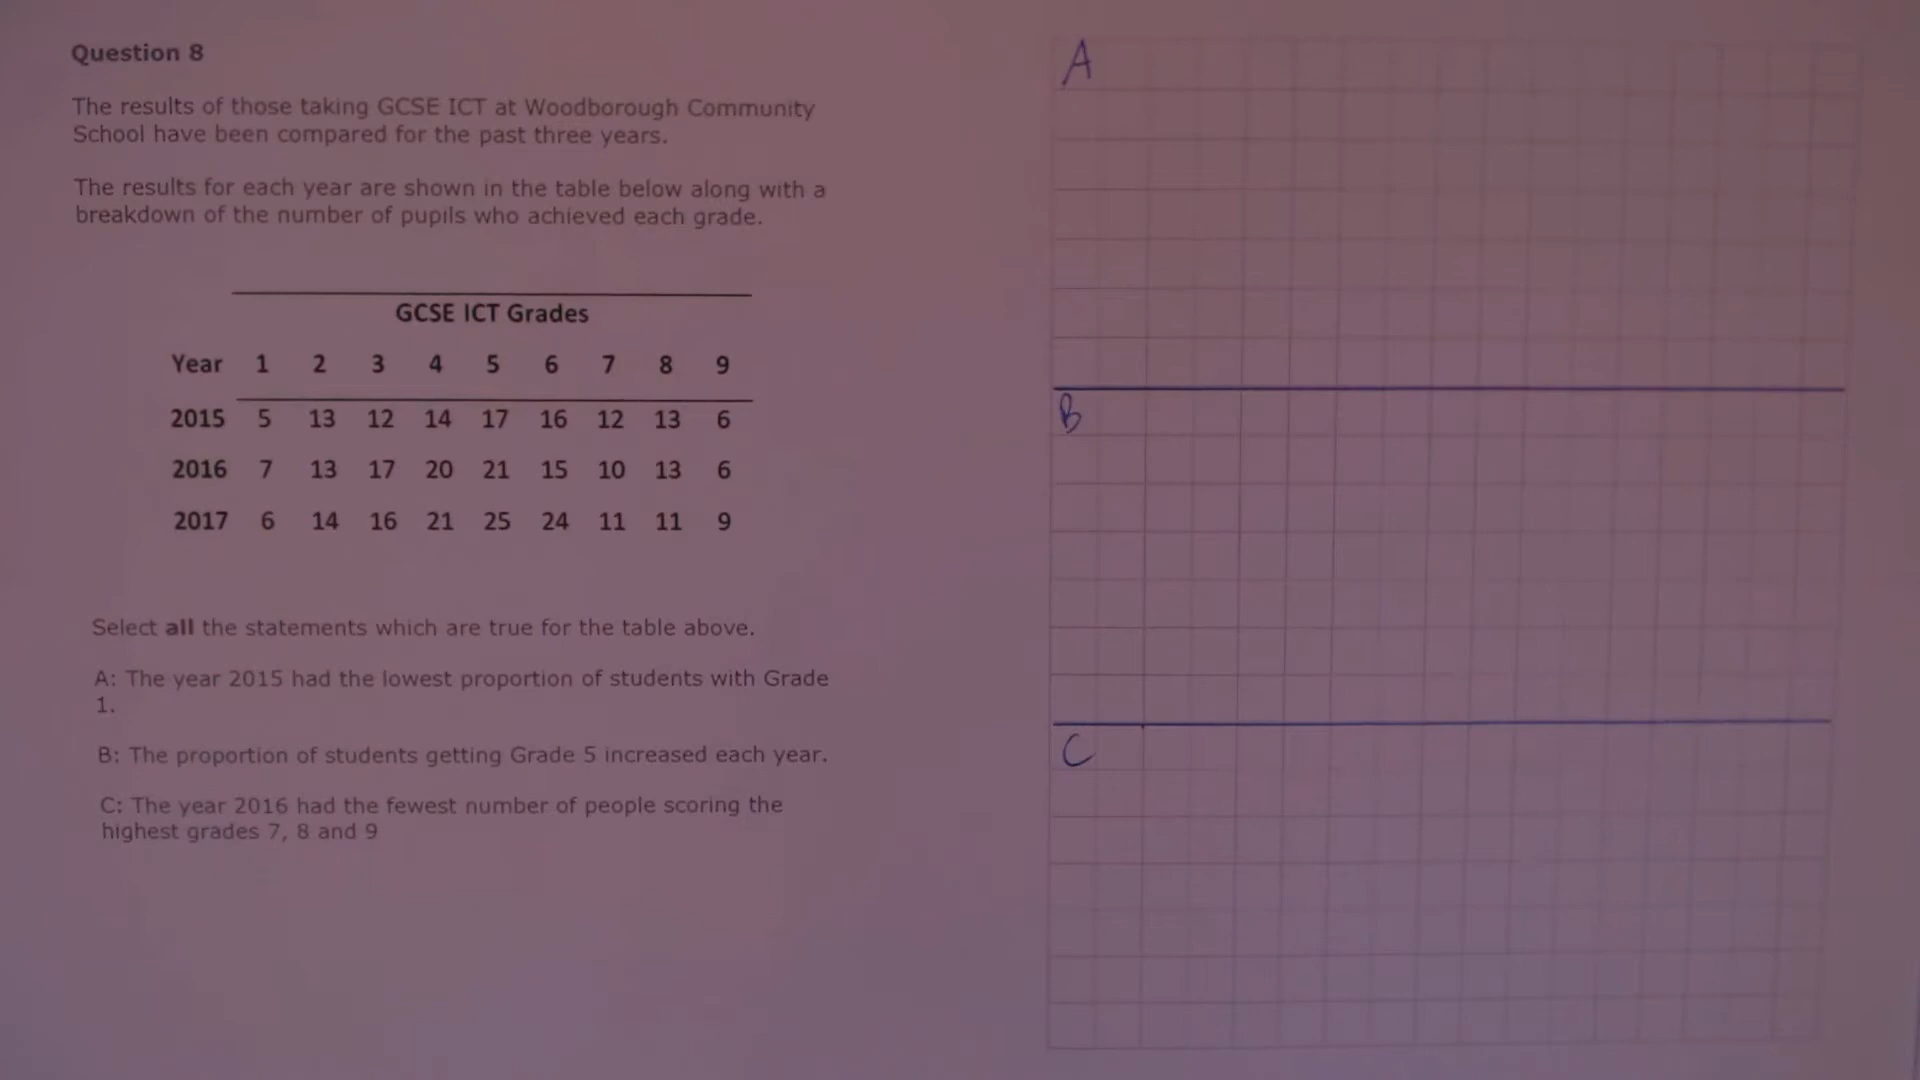 Question 8
The results of those taking GCSE ICT at Woodborough Community
School have been compared for the past three years.
The results for each year are shown in the table below along with a
breakdown of the number of pupils who achieved each grade.
GCSE ICT Grades
Year 1 2 3 4 5 6 7 8 9
2015 5 13 12 14 17 16 12 13 6
2016 7 13 17 20 21 15 10 13 6
2017 6 14 16 21 25 24 11 11 9
Select all the statements which are true for the table above.
A: The year 2015 had the lowest proportion of students with Grade
1.
B: The proportion of students getting Grade 5 increased each year.
C: The year 2016 had the fewest number of people scoring the
highest grades 7, 8 and 9
A
B
C